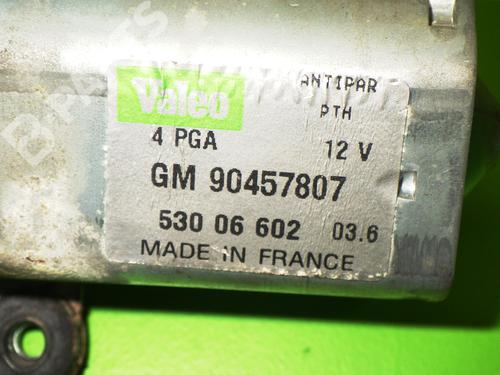 Valeo
ANTIPAR
PTH
4 PGA
12 V
GM 90457807
530 06 602 03.6
MADE IN FRANCE